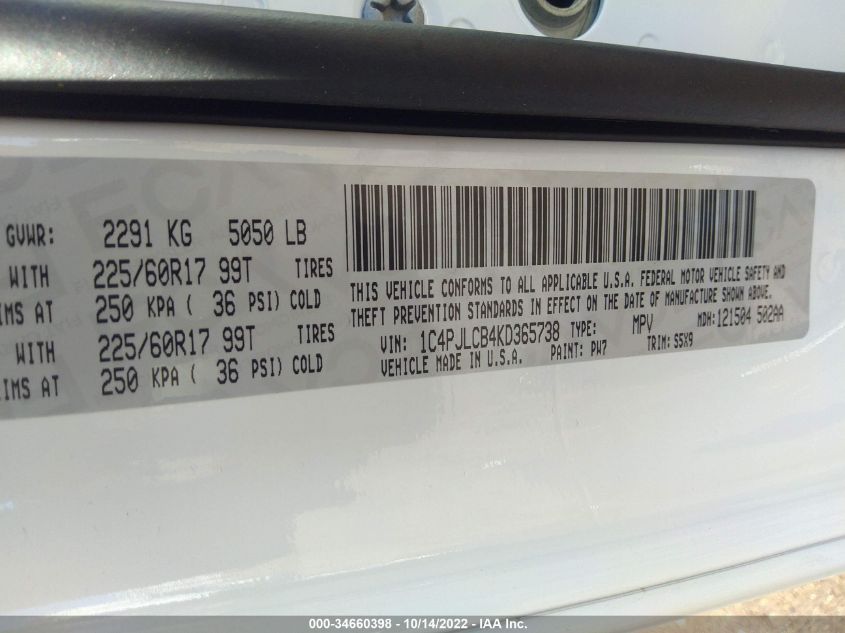 GVWR: 2291 KG 5050 LB
WITH 225/60R17 99T TIRES
IMS AT 250 KPA ( 36 PSI) COLD
WITH 225/60R17 99T TIRES
IMS AT 250 KPA ( 36 PSI) COLD
THIS VEHICLE CONFORMS TO ALL APPLICABLE U.S.A. FEDERAL MOTOR VEHICLE SAFETY AND
THEFT PREVENTION STANDARDS IN EFFECT ON THE DATE OF MANUFACTURE SHOWN ABOVE.
VIN: 1C4PJLCB4KD365738 TYPE: MPV MDH: 121504 502AA
VEHICLE MADE IN U.S.A. PAINT: PW7 TRIM: S5X9
000-34660398 - 10/14/2022 - IAA Inc.